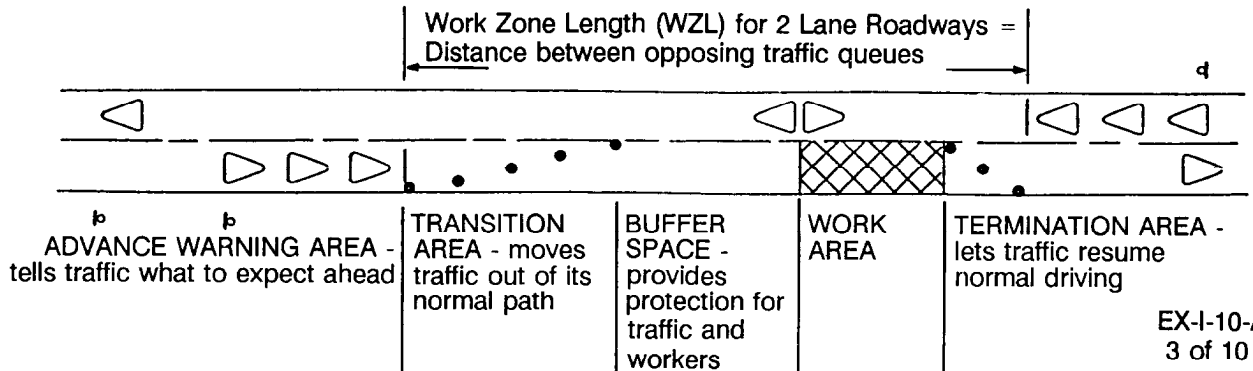 Work Zone Length (WZL) for 2 Lane Roadways =
Distance between opposing traffic queues
ADVANCE WARNING AREA -
tells traffic what to expect ahead
TRANSITION
AREA - moves
traffic out of its
normal path
BUFFER
SPACE -
provides
protection for
traffic and
workers
WORK
AREA
TERMINATION AREA -
lets traffic resume
normal driving
3 of 10